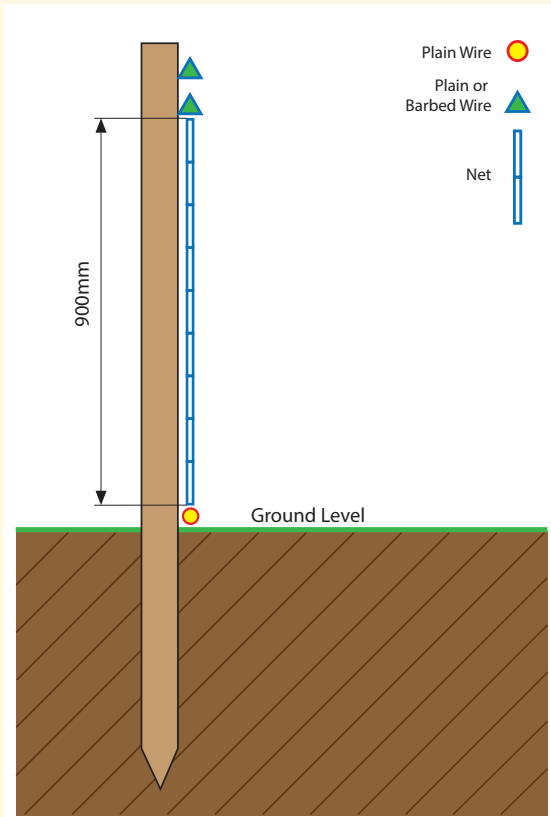 Plain Wire
Plain or
Barbed Wire
Net
900mm
Ground Level